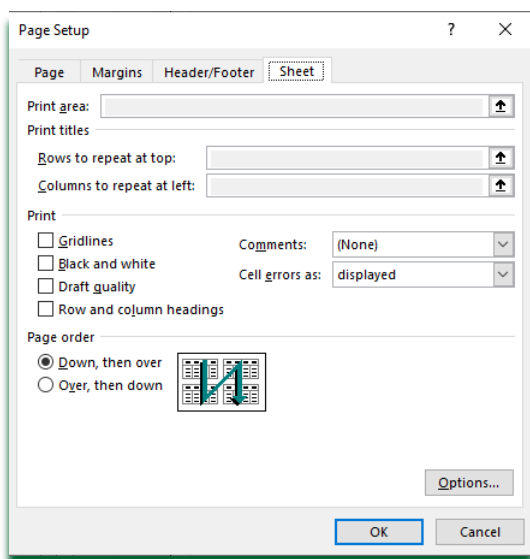 Page Setup ? ×
Page Margins Header/Footer Sheet
Print area:
Print titles
Rows to repeat at top:
Columns to repeat at left:
Print
Gridlines Comments: (None)
Black and white Cell errors as: displayed
Draft quality
Row and column headings
Page order
Down, then over
Over, then down
Options...
OK Cancel